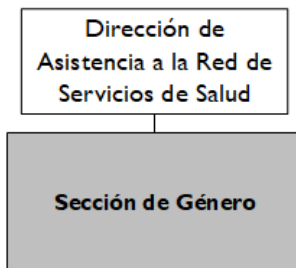 Dirección de
Asistencia a la Red de
Servicios de Salud
Sección de Género